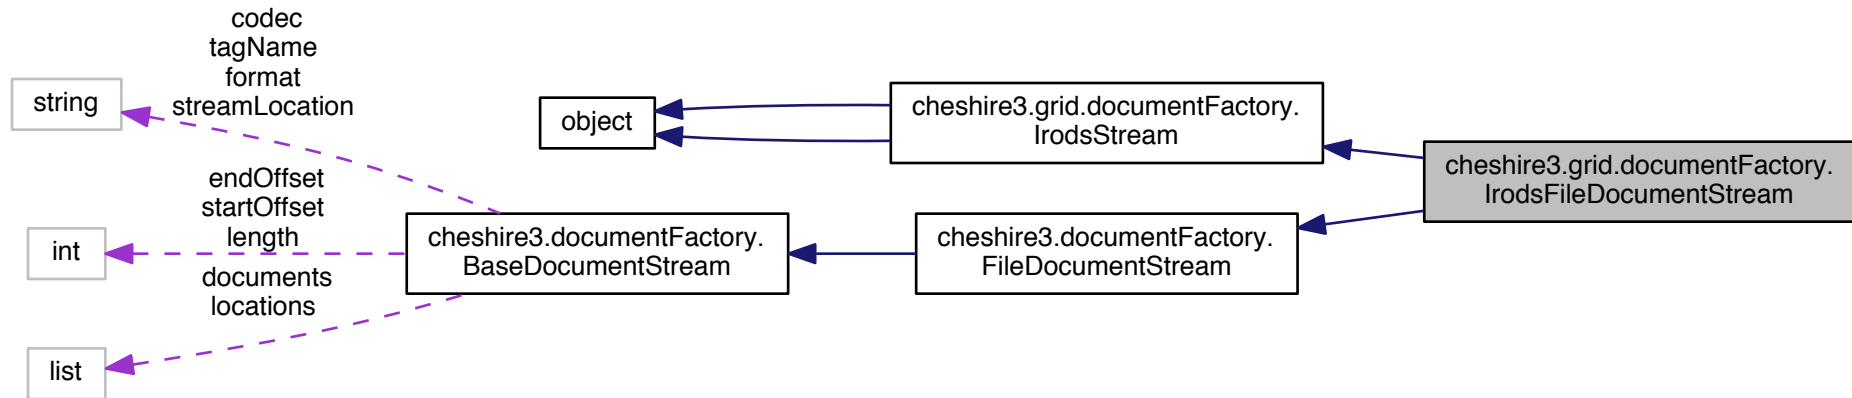 codec
tagName
format
streamLocation
string
object
cheshire3.grid.documentFactory.
IrodsStream
cheshire3.grid.documentFactory.
IrodsFileDocumentStream
endOffset
startOffset
length
int
cheshire3.documentFactory.
BaseDocumentStream
cheshire3.documentFactory.
FileDocumentStream
documents
locations
list